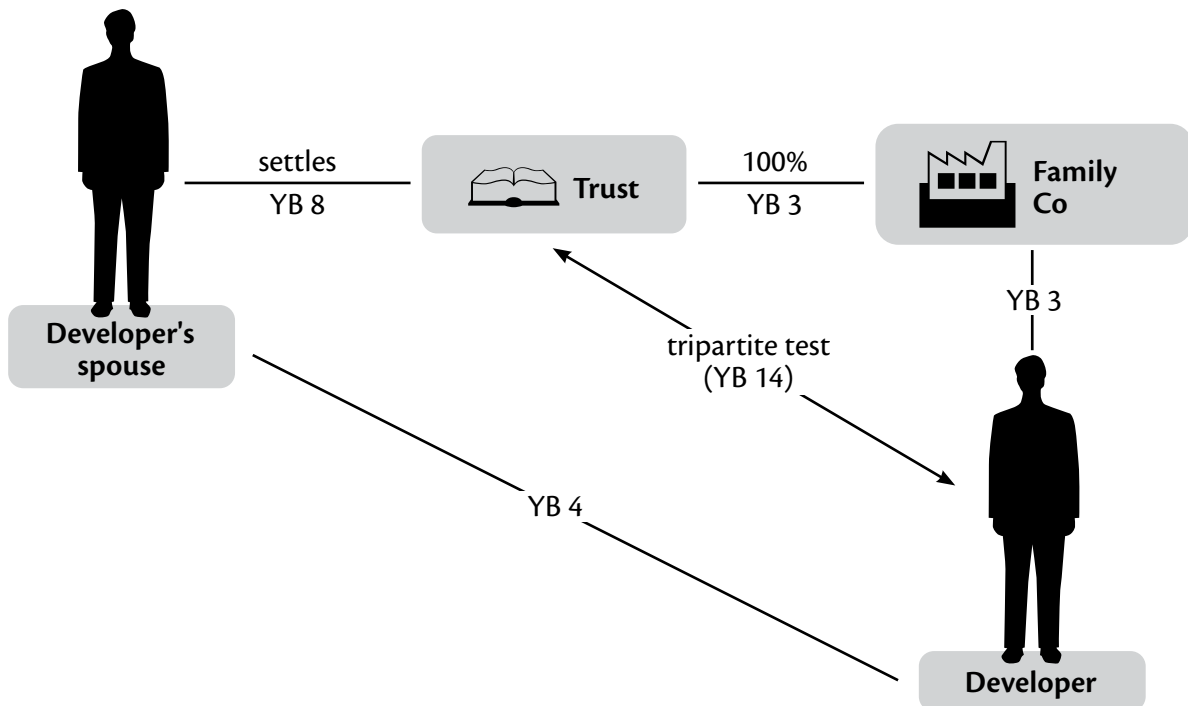 settles
YB 8
Trust
100%
YB 3
Family
Co
YB 3
Developer's
spouse
tripartite test
(YB 14)
YB 4
Developer